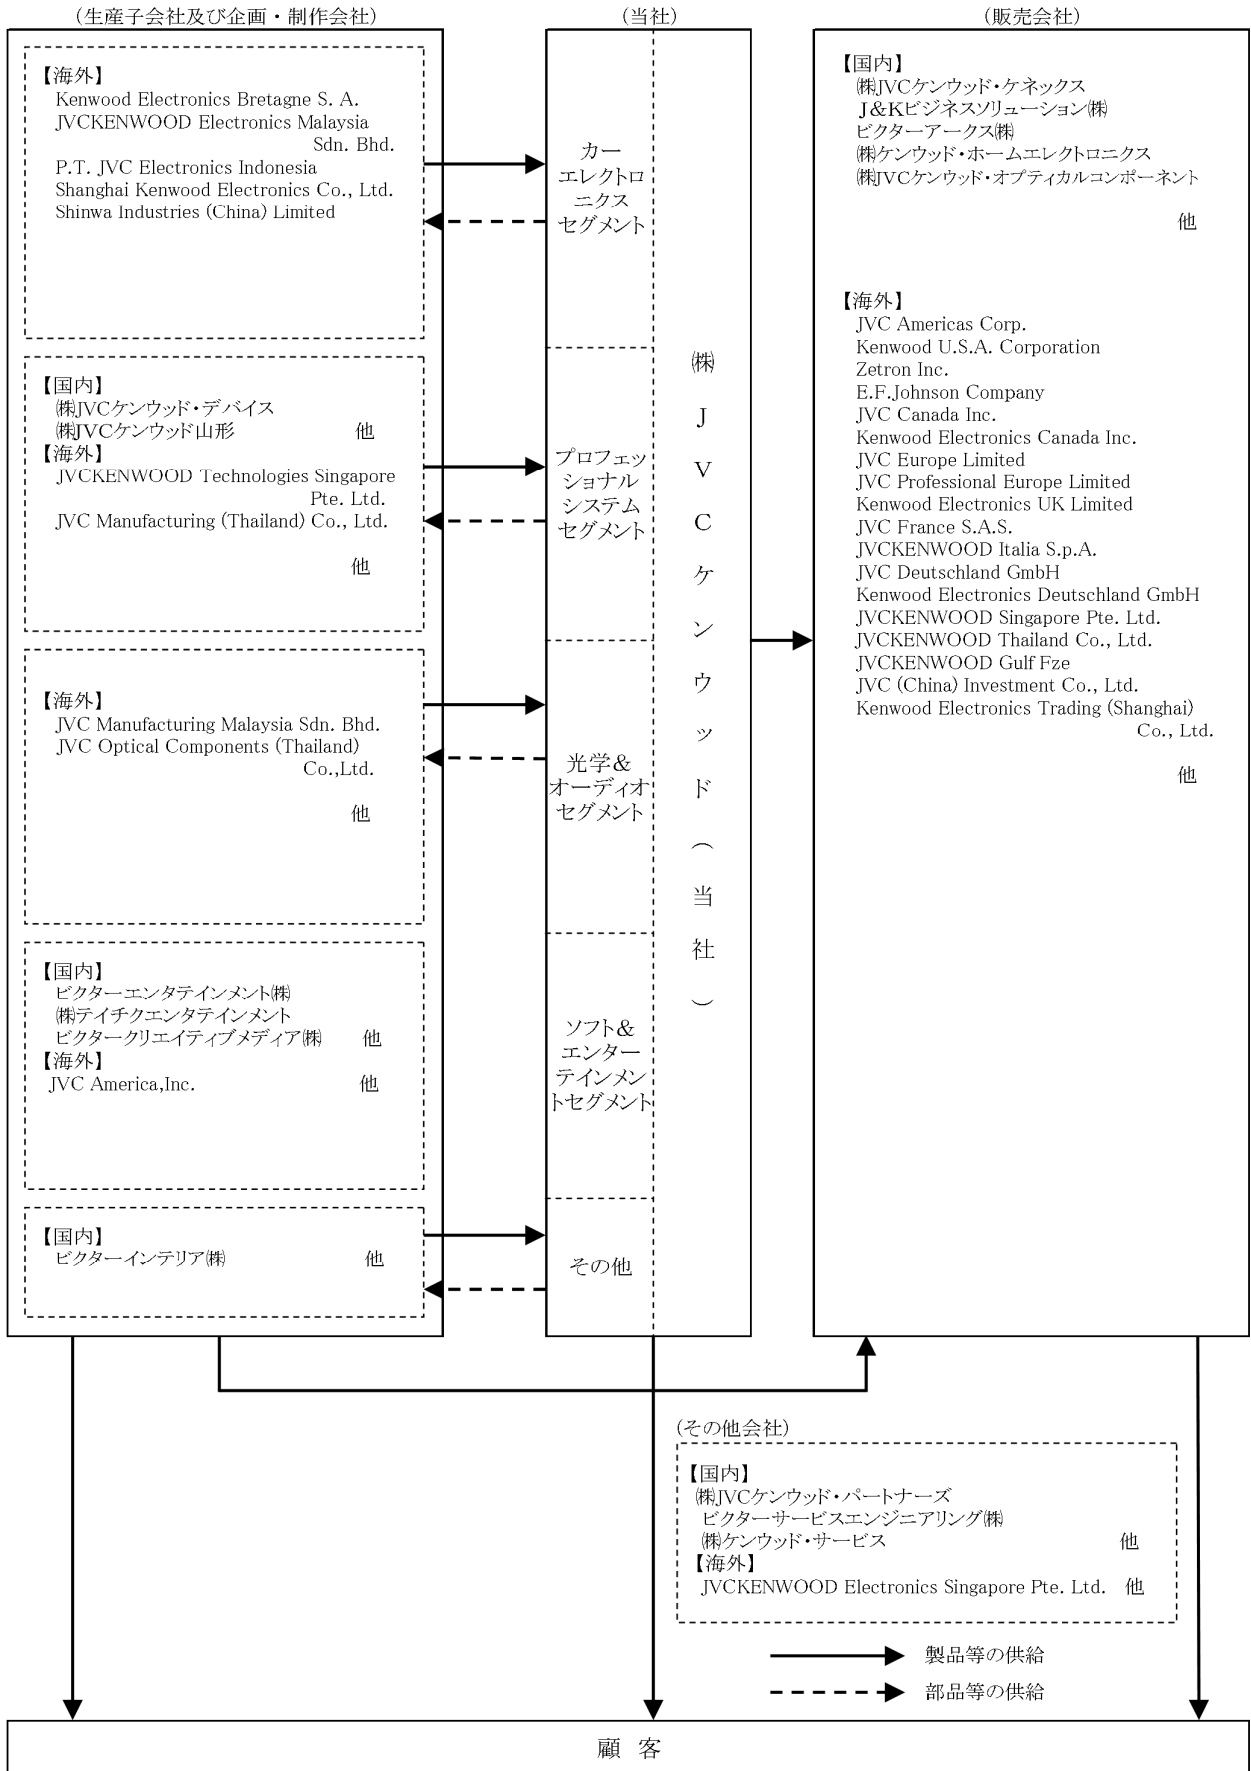 (生産子会社及び企画・制作会社)
【海外】
Kenwood Electronics Bretagne S. A.
JVCKENWOOD Electronics Malaysia
Sdn. Bhd.
P.T. JVC Electronics Indonesia
Shanghai Kenwood Electronics Co., Ltd.
Shinwa Industries (China) Limited
【国内】
㈱JVCケンウッド・デバイス
㈱JVCケンウッド山形 他
【海外】
JVCKENWOOD Technologies Singapore
Pte. Ltd.
JVC Manufacturing (Thailand) Co., Ltd.
他
【海外】
JVC Manufacturing Malaysia Sdn. Bhd.
JVC Optical Components (Thailand)
Co.,Ltd.
他
【国内】
ビクターエンタテインメント㈱
㈱テイチクエンタテインメント
ビクタークリエイティブメディア㈱ 他
【海外】
JVC America,Inc. 他
【国内】
ビクターインテリア㈱ 他
(当社)
カー
エレクトロ
ニクス
セグメント
プロフェッ
ショナル
システム
セグメント
光学&
オーディオ
セグメント
ソフト&
エンター
テインメン
トセグメント
その他
㈱JVCケンウッド(当社)
(販売会社)
【国内】
㈱JVCケンウッド・ケネックス
J&Kビジネスソリューション㈱
ビクターアークス㈱
㈱ケンウッド・ホームエレクトロニクス
㈱JVCケンウッド・オプティカルコンポーネント
他
【海外】
JVC Americas Corp.
Kenwood U.S.A. Corporation
Zetron Inc.
E.F.Johnson Company
JVC Canada Inc.
Kenwood Electronics Canada Inc.
JVC Europe Limited
JVC Professional Europe Limited
Kenwood Electronics UK Limited
JVC France S.A.S.
JVCKENWOOD Italia S.p.A.
JVC Deutschland GmbH
Kenwood Electronics Deutschland GmbH
JVCKENWOOD Singapore Pte. Ltd.
JVCKENWOOD Thailand Co., Ltd.
JVCKENWOOD Gulf Fze
JVC (China) Investment Co., Ltd.
Kenwood Electronics Trading (Shanghai)
Co., Ltd.
他
(その他会社)
【国内】
㈱JVCケンウッド・パートナーズ
ビクターサービスエンジニアリング㈱
㈱ケンウッド・サービス 他
【海外】
JVCKENWOOD Electronics Singapore Pte. Ltd. 他
製品等の供給
部品等の供給
顧 客